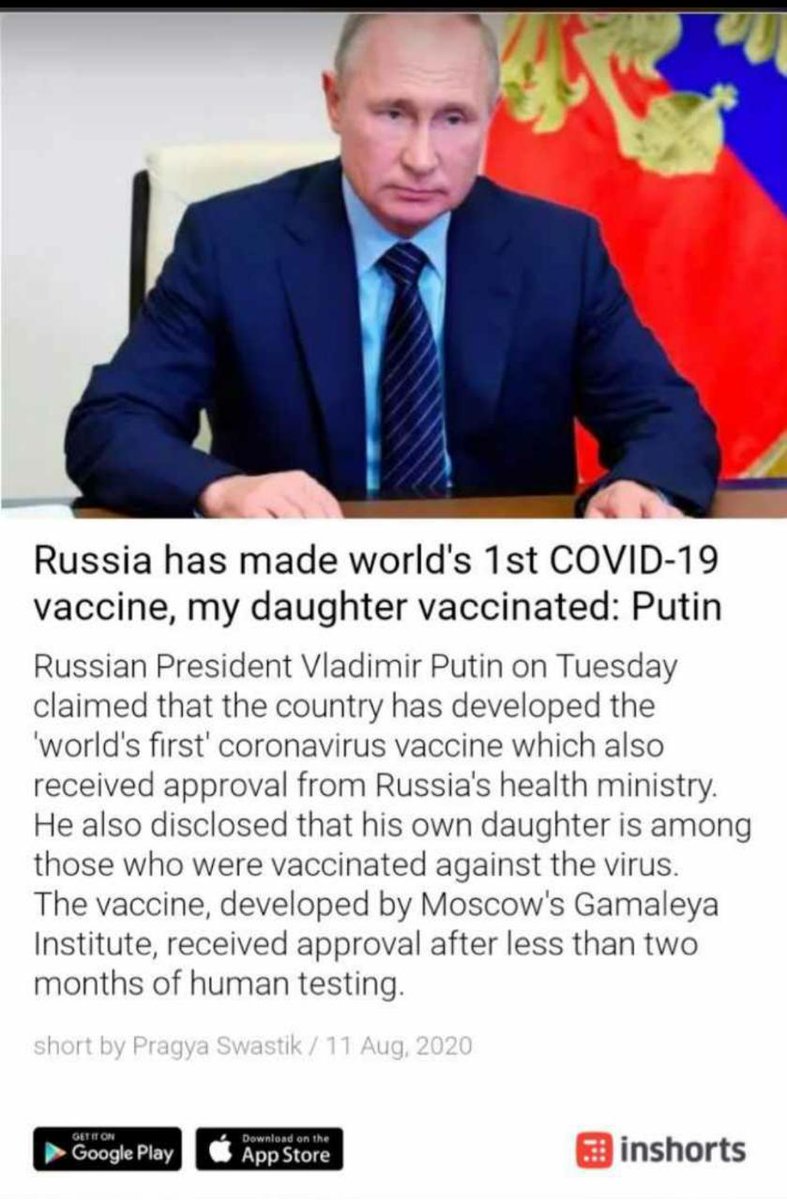 Russia has made world's 1st COVID-19
vaccine, my daughter vaccinated: Putin
Russian President Vladimir Putin on Tuesday
claimed that the country has developed the
'world's first' coronavirus vaccine which also
received approval from Russia's health ministry.
He also disclosed that his own daughter is among
those who were vaccinated against the virus.
The vaccine, developed by Moscow's Gamaleya
Institute, received approval after less than two
months of human testing.
short by Pragya Swastik / 11 Aug, 2020
GET IT ON
Google Play
Download on the
App Store
inshorts